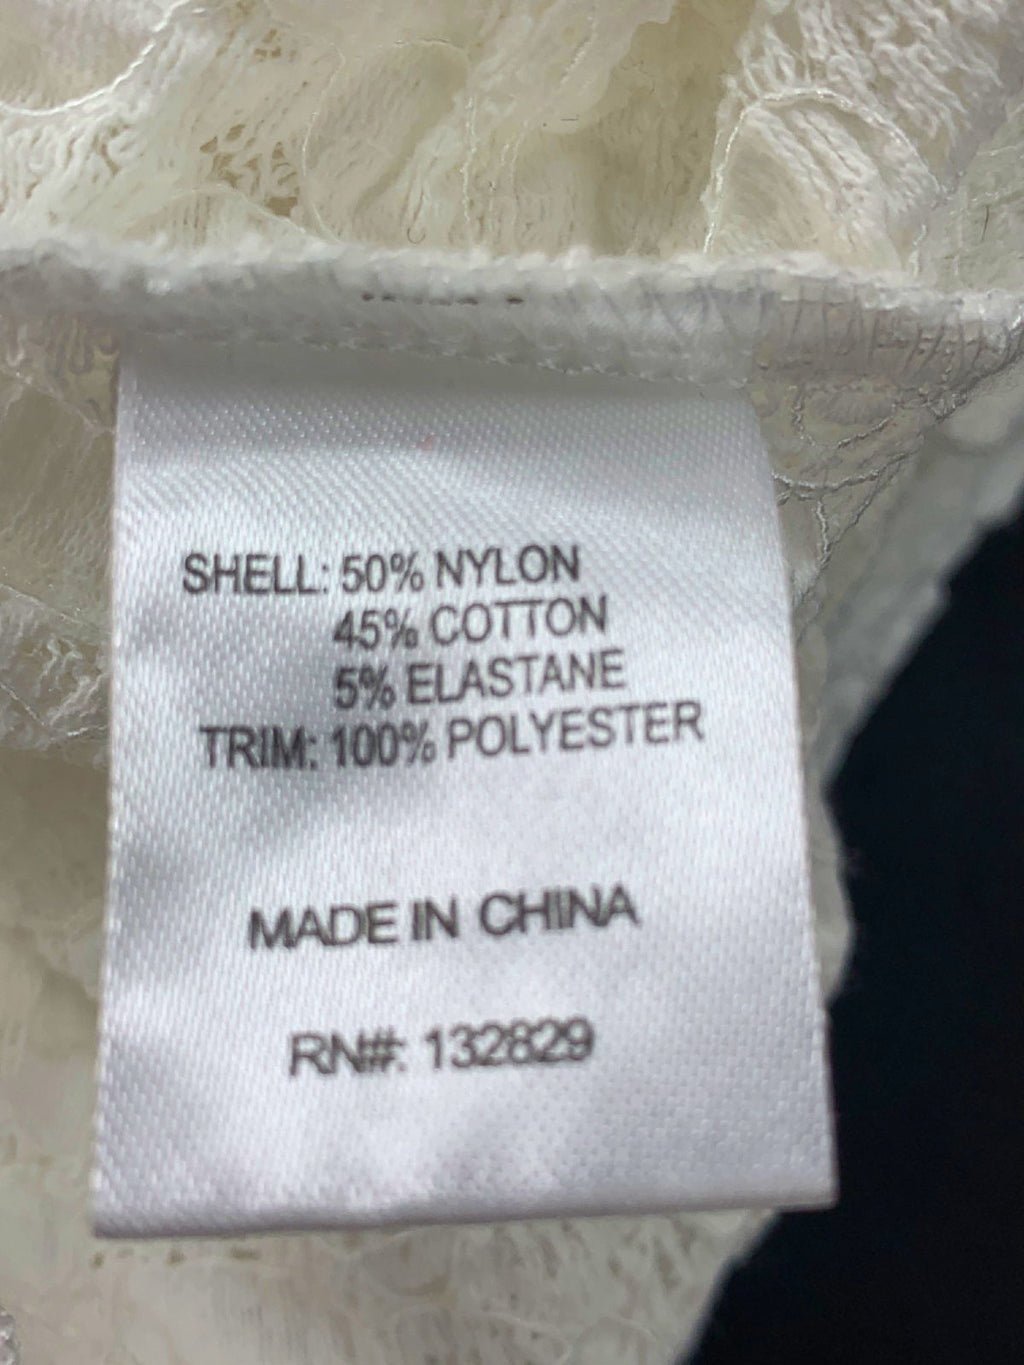 SHELL: 50% NYLON
45% COTTON
5% ELASTANE
TRIM: 100% POLYESTER
MADE IN CHINA
RN#: 132829